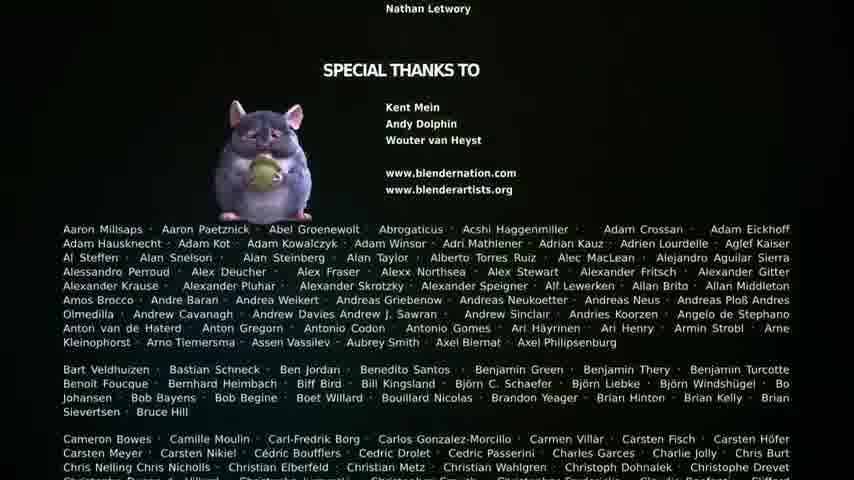 Nathan Letwory
SPECIAL THANKS TO
Kent Mein
Andy Dolphin
Wouter van Heyst
www.blendernation.com
www.blenderartists.org
Aaron Millsaps · Aaron Paetznick · Abel Groenewolt · Abrogaticus · Acshi Haggenmiller · Adam Crossan · Adam Eickhoff
Adam Hausknecht · Adam Kot · Adam Kowalczyk · Adam Winsor · Adri Mathlener · Adrian Kauz · Adrien Lourdelle · Aglef Kaiser
Al Steffen · Alan Snelson · Alan Steinberg · Alan Taylor · Alberto Torres Ruiz · Alec MacLean · Alejandro Aguilar Sierra
Alessandro Perroud · Alex Deucher · Alex Fraser · Alexx Northsea · Alex Stewart · Alexander Fritsch · Alexander Gitter
Alexander Krause · Alexander Pluhar · Alexander Skrotzky · Alexander Speigner · Alf Lewerken · Allan Brito · Allan Middleton
Amos Brocco · Andre Baran · Andrea Weikert · Andreas Griebenow · Andreas Neukoetter · Andreas Neus · Andreas Ploß Andres
Olmedilla · Andrew Cavanagh · Andrew Davies Andrew J. Sawran · Andrew Sinclair · Andries Koorzen · Angelo de Stephano
Anton van de Haterd · Anton Gregorn · Antonio Codon · Antonio Gomes · Ari Häyrinen · Ari Henry · Armin Strobl · Arne
Kleinophorst · Arno Tiemersma · Assen Vassilev · Aubrey Smith · Axel Biernat · Axel Philipsenburg
Bart Veldhuizen · Bastian Schneck · Ben Jordan · Benedito Santos · Benjamin Green · Benjamin Thery · Benjamin Turcotte
Benoit Foucque · Bernhard Heimbach · Biff Bird · Bill Kingsland · Björn C. Schaefer · Björn Liebke · Björn Windshügel · Bo
Johansen · Bob Bayens · Bob Begine · Boet Willard · Bouillard Nicolas · Brandon Yeager · Brian Hinton · Brian Kelly · Brian
Sievertsen · Bruce Hill
Cameron Bowes · Camille Moulin · Carl-Fredrik Borg · Carlos Gonzalez-Morcillo · Carmen Villar · Carsten Fisch · Carsten Höfer
Carsten Meyer · Carsten Nikiel · Cédric Boufflers · Cedric Drolet · Cedric Passerini · Charles Garces · Charlie Jolly · Chris Burt
Chris Nelling Chris Nicholls · Christian Elberfeld · Christian Metz · Christian Wahlgren · Christoph Dohnalek · Christophe Drevet